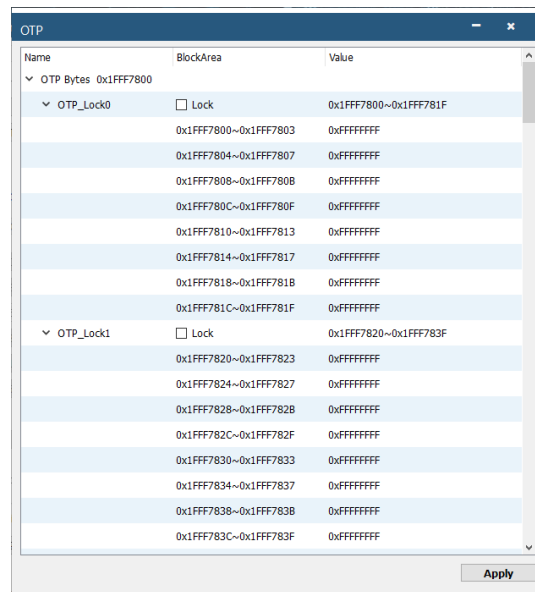 OTP
Name BlockArea Value
OTP Bytes 0x1FFF7800
OTP_Lock0 Lock 0x1FFF7800~0x1FFF781F
0x1FFF7800~0x1FFF7803 0xFFFFFFFF
0x1FFF7804~0x1FFF7807 0xFFFFFFFF
0x1FFF7808~0x1FFF780B 0xFFFFFFFF
0x1FFF780C~0x1FFF780F 0xFFFFFFFF
0x1FFF7810~0x1FFF7813 0xFFFFFFFF
0x1FFF7814~0x1FFF7817 0xFFFFFFFF
0x1FFF7818~0x1FFF781B 0xFFFFFFFF
0x1FFF781C~0x1FFF781F 0xFFFFFFFF
OTP_Lock1 Lock 0x1FFF7820~0x1FFF783F
0x1FFF7820~0x1FFF7823 0xFFFFFFFF
0x1FFF7824~0x1FFF7827 0xFFFFFFFF
0x1FFF7828~0x1FFF782B 0xFFFFFFFF
0x1FFF782C~0x1FFF782F 0xFFFFFFFF
0x1FFF7830~0x1FFF7833 0xFFFFFFFF
0x1FFF7834~0x1FFF7837 0xFFFFFFFF
0x1FFF7838~0x1FFF783B 0xFFFFFFFF
0x1FFF783C~0x1FFF783F 0xFFFFFFFF
Apply